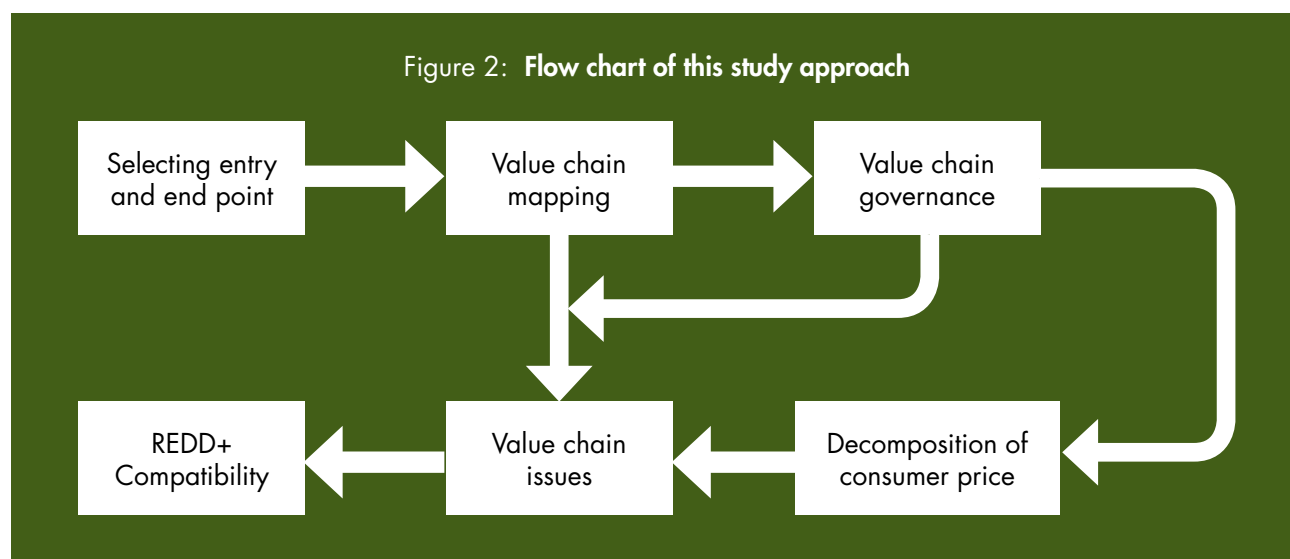 Figure 2: Flow chart of this study approach
Selecting entry
and end point
Value chain
mapping
Value chain
governance
REDD+
Compatibility
Value chain
issues
Decomposition of
consumer price